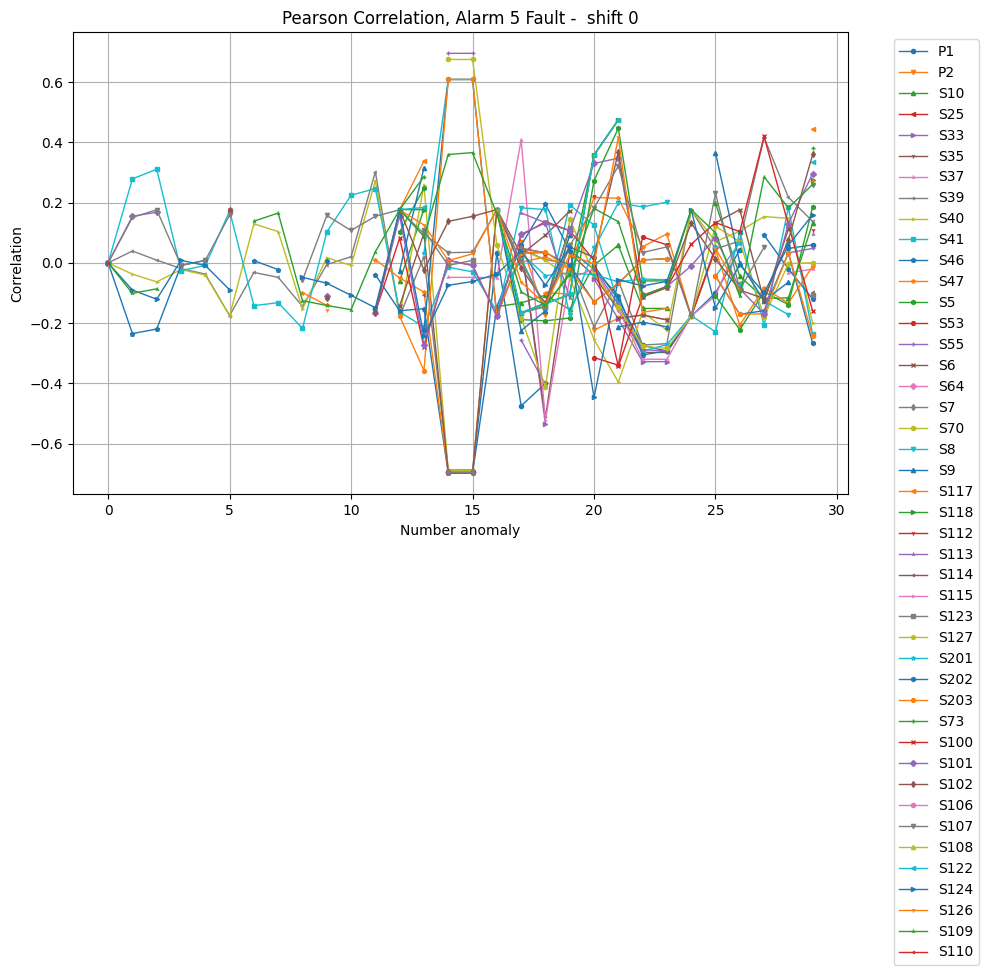 Pearson Correlation, Alarm 5 Fault -  shift 0
0.6
0.4
0.2
0.0
−0.2
−0.4
−0.6
Correlation
0 5 10 15 20 25 30
Number anomaly
P1
P2
S10
S25
S33
S35
S37
S39
S40
S41
S46
S47
S5
S53
S55
S6
S64
S7
S70
S8
S9
S117
S118
S112
S113
S114
S115
S123
S127
S201
S202
S203
S73
S100
S101
S102
S106
S107
S108
S122
S124
S126
S109
S110